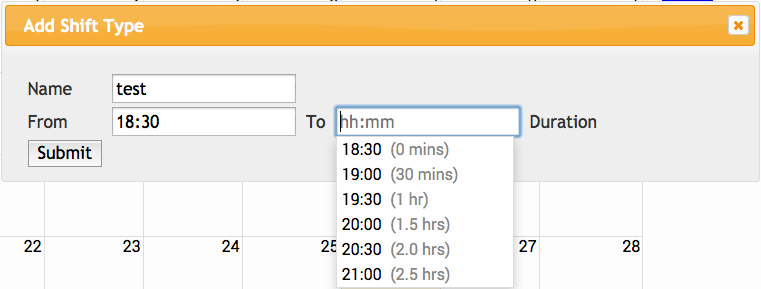 Add Shift Type
Name test
From 18:30 To hh:mm Duration
Submit
18:30 (0 mins)
19:00 (30 mins)
19:30 (1 hr)
20:00 (1.5 hrs)
20:30 (2.0 hrs)
21:00 (2.5 hrs)
22 23 24 25 27 28